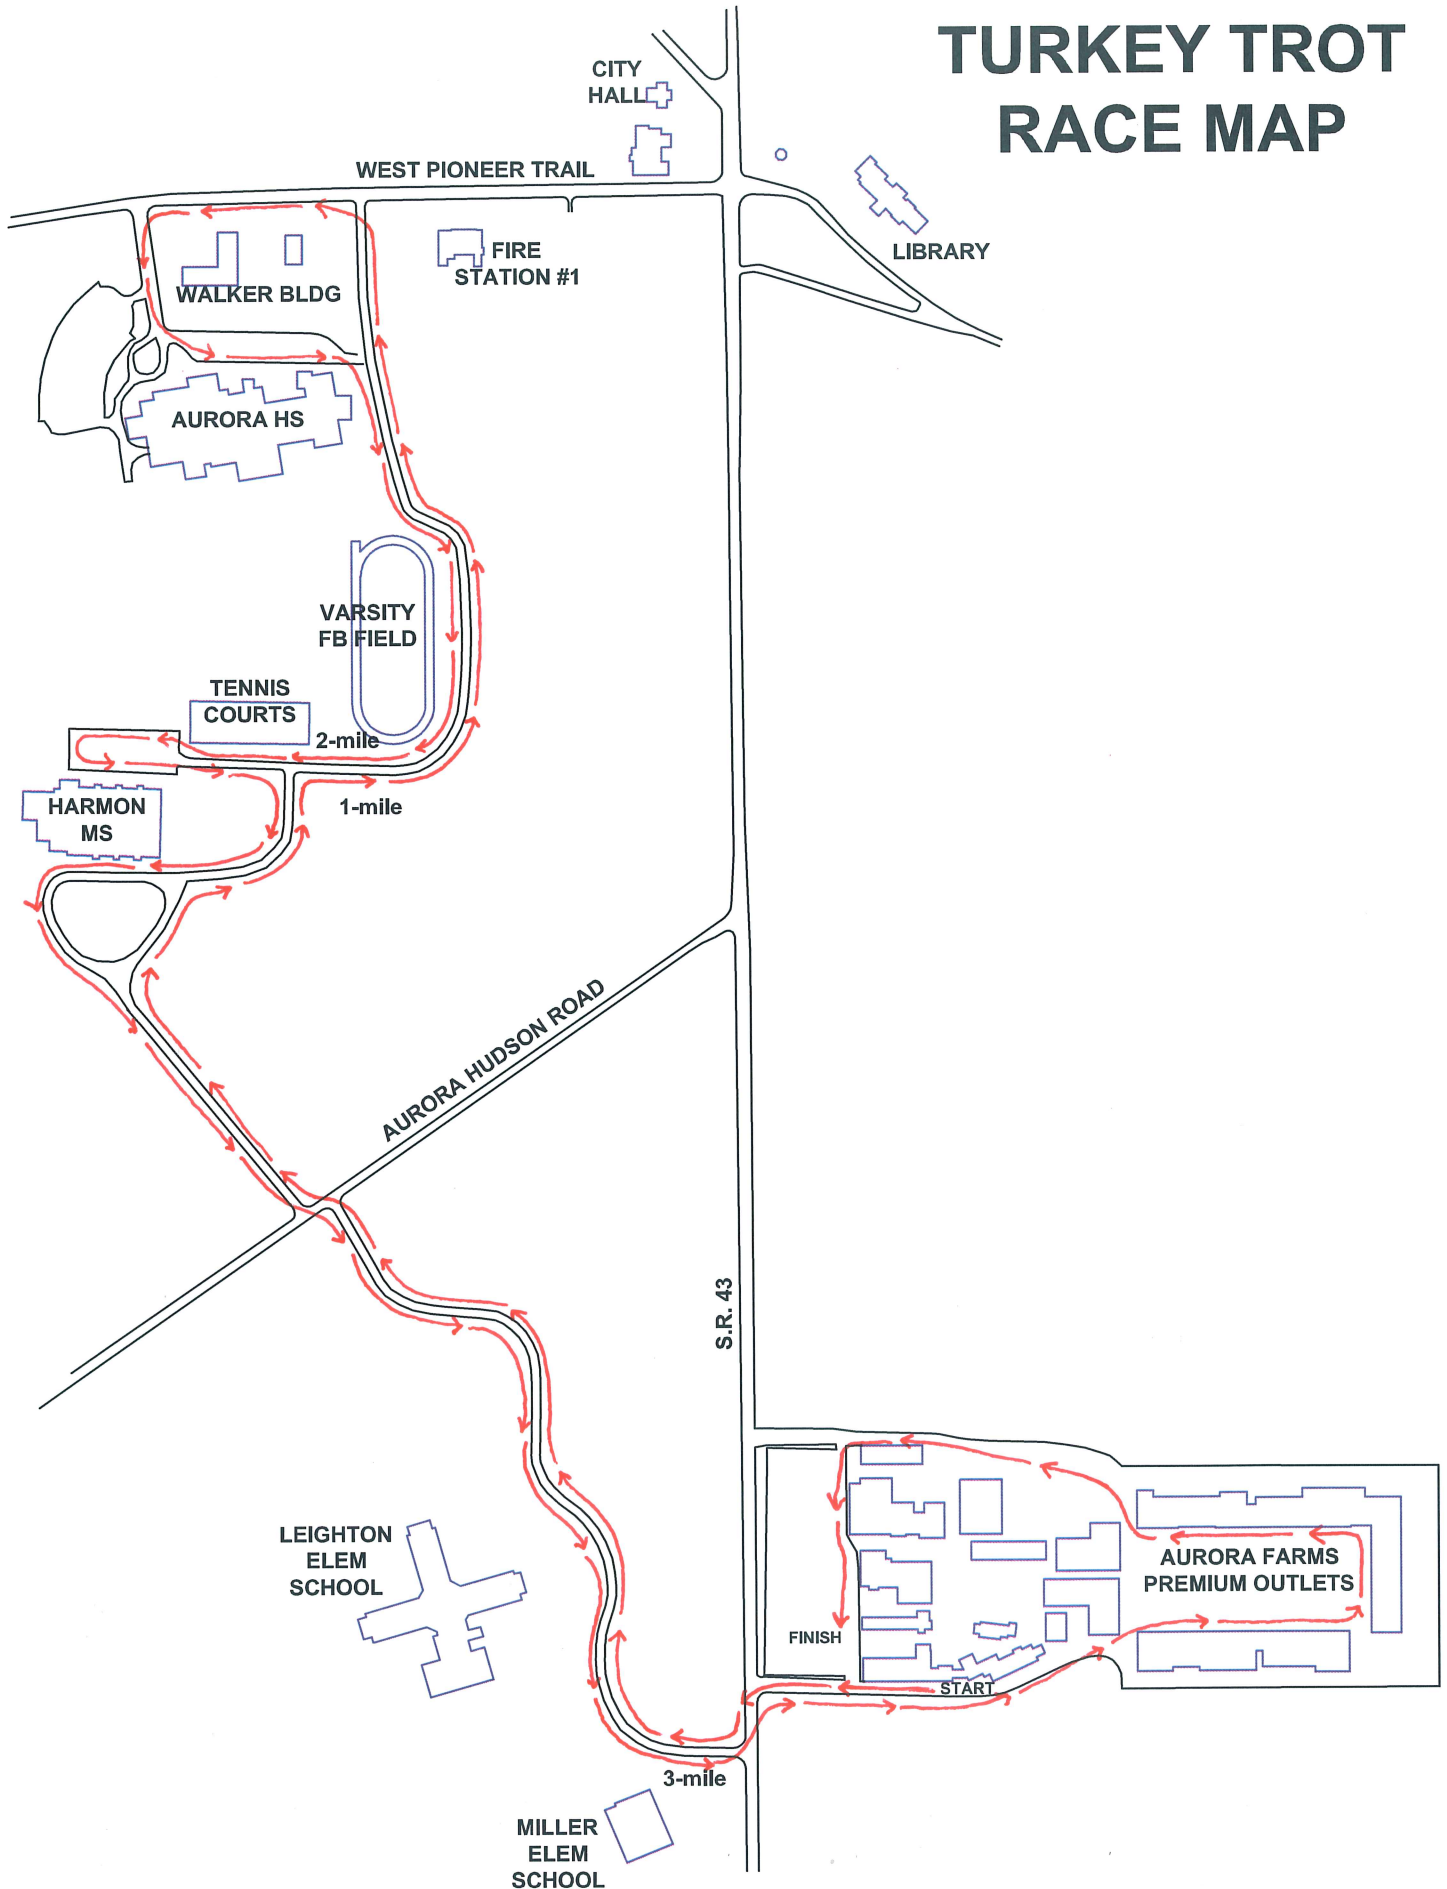 TURKEY TROT
RACE MAP
CITY
HALL
WEST PIONEER TRAIL
LIBRARY
FIRE
STATION #1
WALKER BLDG
AURORA HS
VARSITY
FB FIELD
TENNIS
COURTS
2-mile
1-mile
HARMON
MS
AURORA HUDSON ROAD
S.R. 43
LEIGHTON
ELEM
SCHOOL
AURORA FARMS
PREMIUM OUTLETS
FINISH
START
3-mile
MILLER
ELEM
SCHOOL